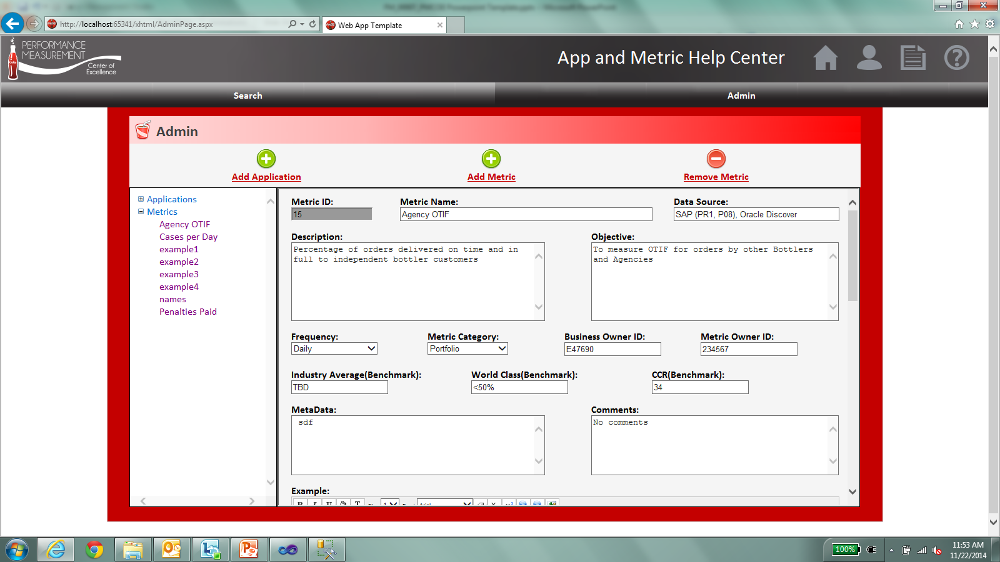 http://localhost:65341/xhtml/AdminPage.aspx
Web App Template
PERFORMANCE
MEASUREMENT
Center of
Excellence
Coke
App and Metric Help Center
Search
Admin
Admin
Add Application
Add Metric
Remove Metric
Applications
Metrics
Agency OTIF
Cases per Day
example1
example2
example3
example4
names
Penalties Paid
Metric ID:
Metric Name:
Data Source:
15
Agency OTIF
SAP (PR1, P08), Oracle Discover
Description:
Objective:
Percentage of orders delivered on time and in
full to independent bottler customers
To measure OTIF for orders by other Bottlers
and Agencies
Frequency:
Metric Category:
Business Owner ID:
Metric Owner ID:
Daily
Portfolio
E47690
234567
Industry Average(Benchmark):
World Class(Benchmark):
CCR(Benchmark):
TBD
<50%
34
MetaData:
Comments:
sdf
No comments
Example:
100%
11:53 AM
11/22/2014